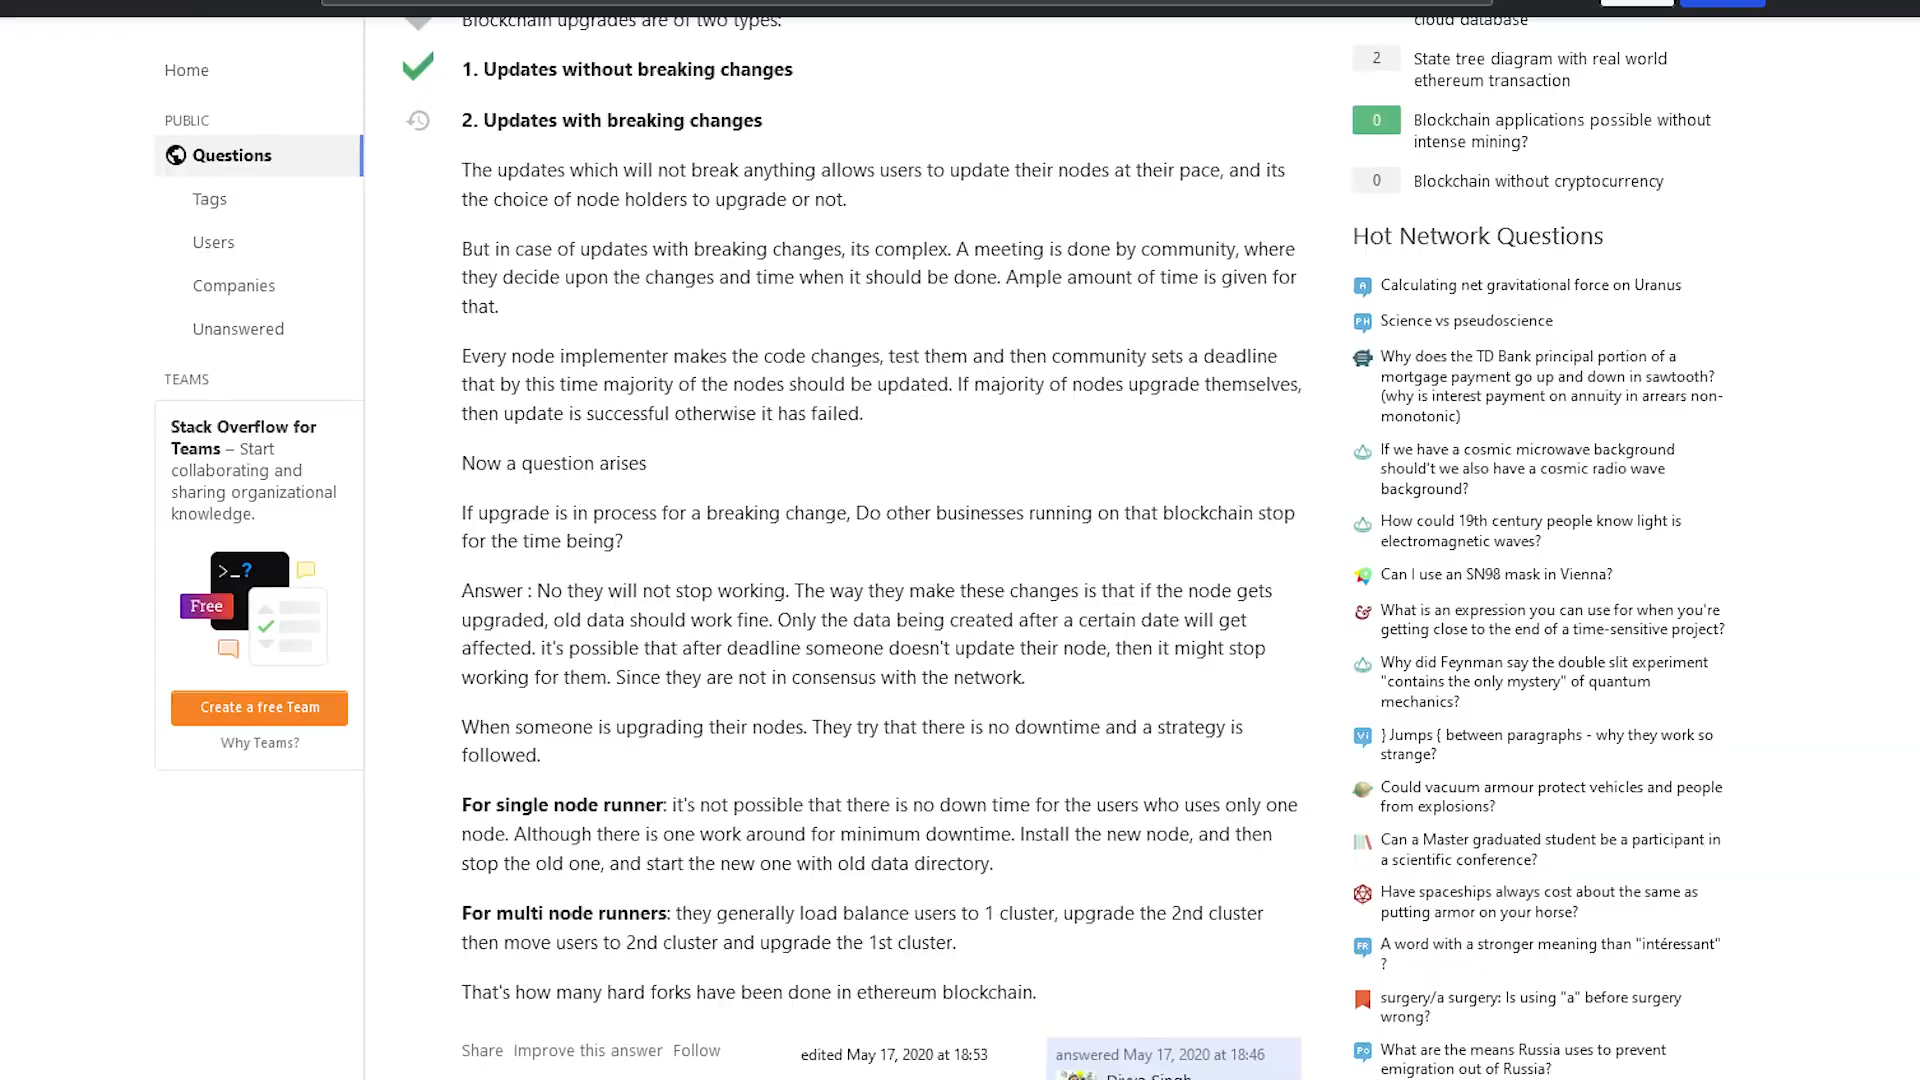 Home
PUBLIC
Questions
Tags
Users
Companies
Unanswered
TEAMS
Stack Overflow for
Teams – Start
collaborating and
sharing organizational
knowledge.
>_?
Free
Create a free Team
Why Teams?
Blockchain upgrades are of two types:
1. Updates without breaking changes
2. Updates with breaking changes
The updates which will not break anything allows users to update their nodes at their pace, and its
the choice of node holders to upgrade or not.
But in case of updates with breaking changes, its complex. A meeting is done by community, where
they decide upon the changes and time when it should be done. Ample amount of time is given for
that.
Every node implementer makes the code changes, test them and then community sets a deadline
that by this time majority of the nodes should be updated. If majority of nodes upgrade themselves,
then update is successful otherwise it has failed.
Now a question arises
If upgrade is in process for a breaking change, Do other businesses running on that blockchain stop
for the time being?
Answer : No they will not stop working. The way they make these changes is that if the node gets
upgraded, old data should work fine. Only the data being created after a certain date will get
affected. it's possible that after deadline someone doesn't update their node, then it might stop
working for them. Since they are not in consensus with the network.
When someone is upgrading their nodes. They try that there is no downtime and a strategy is
followed.
For single node runner: it's not possible that there is no down time for the users who uses only one
node. Although there is one work around for minimum downtime. Install the new node, and then
stop the old one, and start the new one with old data directory.
For multi node runners: they generally load balance users to 1 cluster, upgrade the 2nd cluster
then move users to 2nd cluster and upgrade the 1st cluster.
That's how many hard forks have been done in ethereum blockchain.
Share Improve this answer Follow
edited May 17, 2020 at 18:53
answered May 17, 2020 at 18:46
Divya Singh
cloud database
2
State tree diagram with real world
ethereum transaction
0
Blockchain applications possible without
intense mining?
0
Blockchain without cryptocurrency
Hot Network Questions
Calculating net gravitational force on Uranus
Science vs pseudoscience
Why does the TD Bank principal portion of a
mortgage payment go up and down in sawtooth?
(why is interest payment on annuity in arrears non-
monotonic)
If we have a cosmic microwave background
should't we also have a cosmic radio wave
background?
How could 19th century people know light is
electromagnetic waves?
Can I use an SN98 mask in Vienna?
What is an expression you can use for when you're
getting close to the end of a time-sensitive project?
Why did Feynman say the double slit experiment
"contains the only mystery" of quantum
mechanics?
} Jumps { between paragraphs - why they work so
strange?
Could vacuum armour protect vehicles and people
from explosions?
Can a Master graduated student be a participant in
a scientific conference?
Have spaceships always cost about the same as
putting armor on your horse?
A word with a stronger meaning than "intéressant"
?
surgery/a surgery: Is using "a" before surgery
wrong?
What are the means Russia uses to prevent
emigration out of Russia?